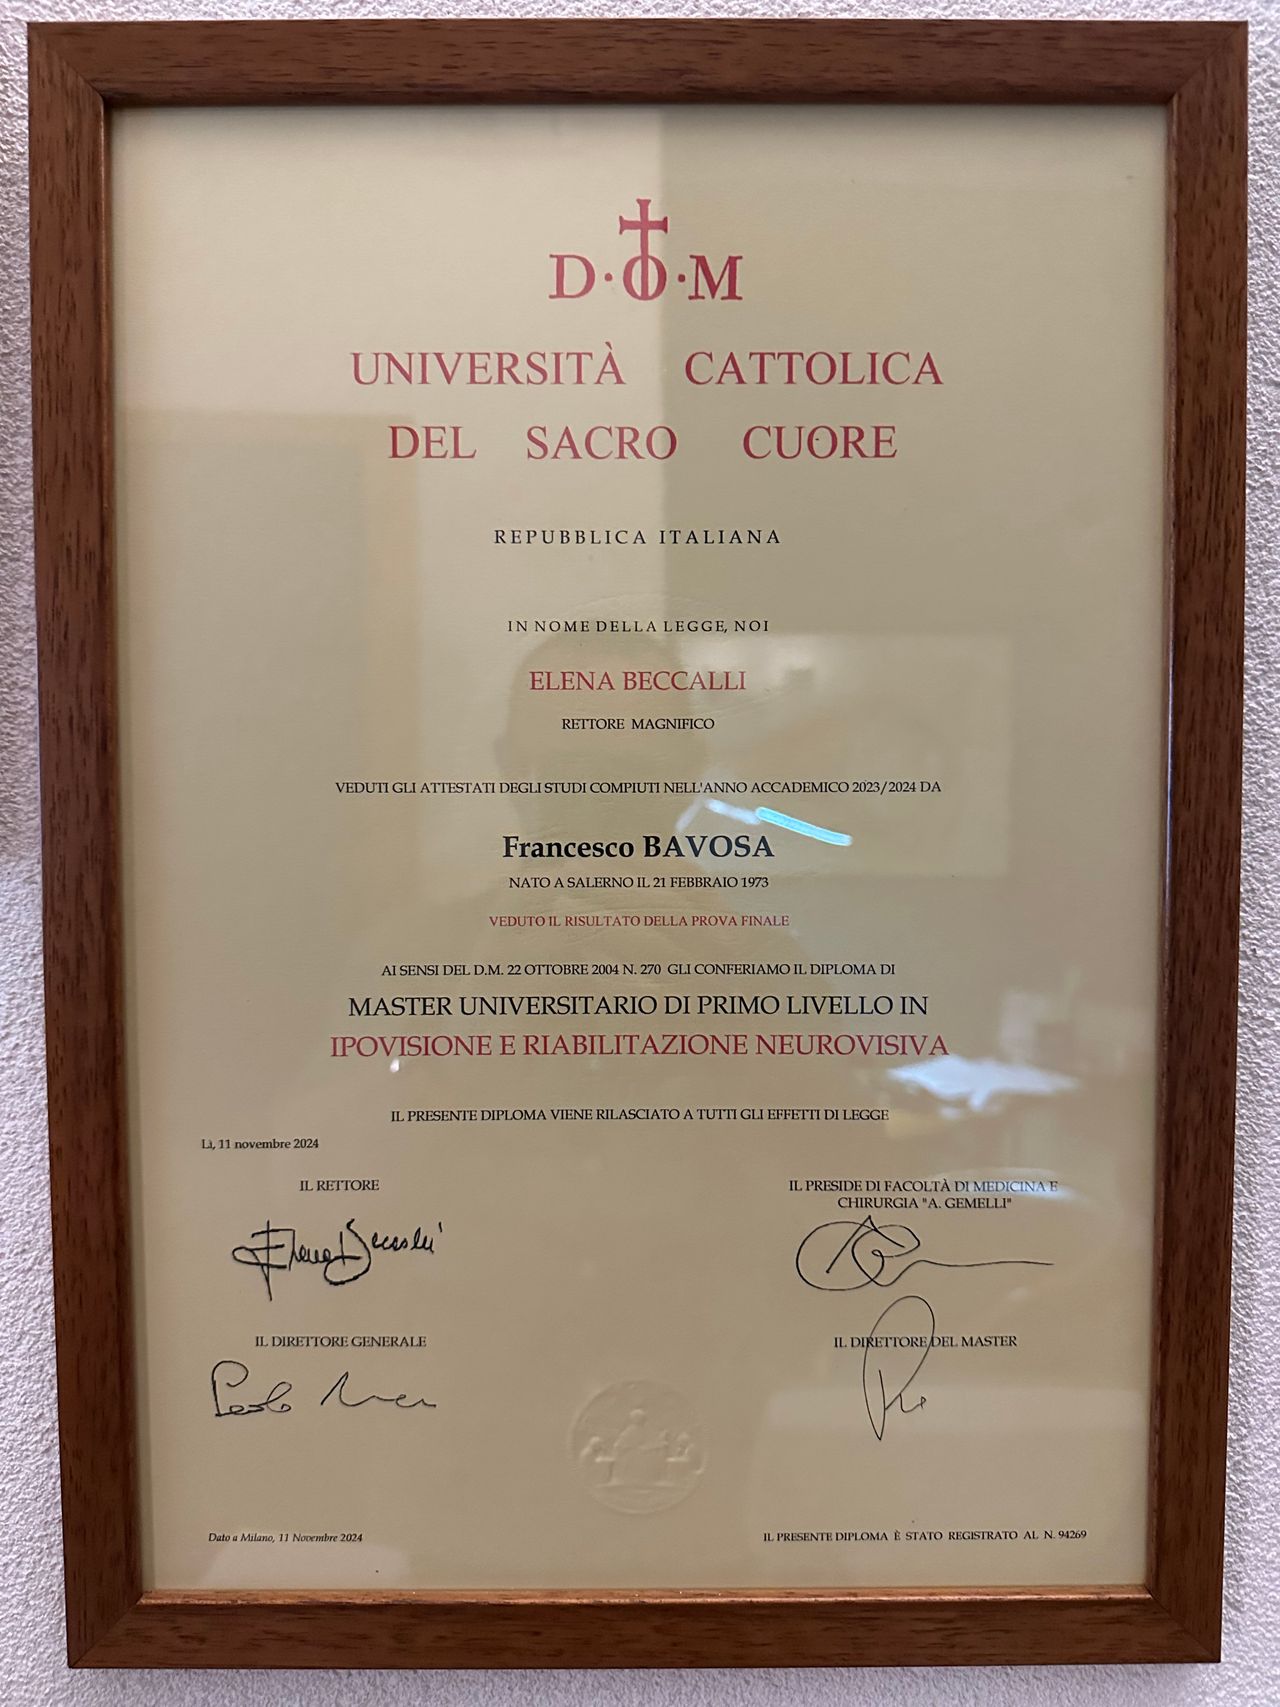 D·O·M
UNIVERSITÀ CATTOLICA
DEL SACRO CUORE
REPUBBLICA ITALIANA
IN NOME DELLA LEGGE, NOI
ELENA BECCALLI
RETTORE MAGNIFICO
VEDUTI GLI ATTESTATI DEGLI STUDI COMPIUTI NELL'ANNO ACCADEMICO 2023/2024 DA
Francesco BAVOSA
NATO A SALERNO IL 21 FEBBRAIO 1973
VEDUTO IL RISULTATO DELLA PROVA FINALE
AI SENSI DEL D.M. 22 OTTOBRE 2004 N. 270 GLI CONFERIAMO IL DIPLOMA DI
MASTER UNIVERSITARIO DI PRIMO LIVELLO IN
IPOVISIONE E RIABILITAZIONE NEUROVISIVA
IL PRESENTE DIPLOMA VIENE RILASCIATO A TUTTI GLI EFFETTI DI LEGGE
Lì, 11 novembre 2024
IL RETTORE
IL PRESIDE DI FACOLTÀ DI MEDICINA E
CHIRURGIA "A. GEMELLI"
Elena Beccalli
IL DIRETTORE GENERALE
IL DIRETTORE DEL MASTER
Paolo
Dato a Milano, 11 Novembre 2024
IL PRESENTE DIPLOMA È STATO REGISTRATO AL N. 94269